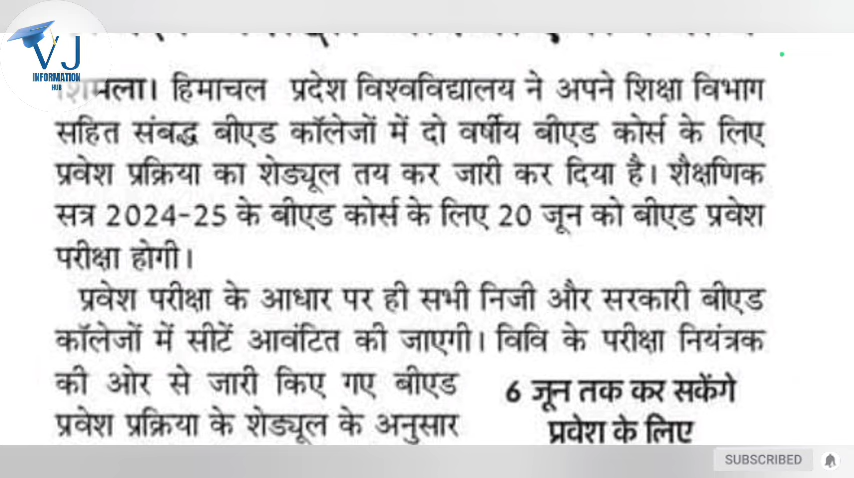 VJ
INFORMATION
HUB
शिमला। हिमाचल प्रदेश विश्वविद्यालय ने अपने शिक्षा विभाग
सहित संबद्ध बीएड कॉलेजों में दो वर्षीय बीएड कोर्स के लिए
प्रवेश प्रक्रिया का शेड्यूल तय कर जारी कर दिया है। शैक्षणिक
सत्र 2024-25 के बीएड कोर्स के लिए 20 जून को बीएड प्रवेश
परीक्षा होगी।
प्रवेश परीक्षा के आधार पर ही सभी निजी और सरकारी बीएड
कॉलेजों में सीटें आवंटित की जाएगी। विवि के परीक्षा नियंत्रक
की ओर से जारी किए गए बीएड
प्रवेश प्रक्रिया के शेड्यूल के अनुसार
6 जून तक कर सकेंगे
प्रवेश के लिए
SUBSCRIBED